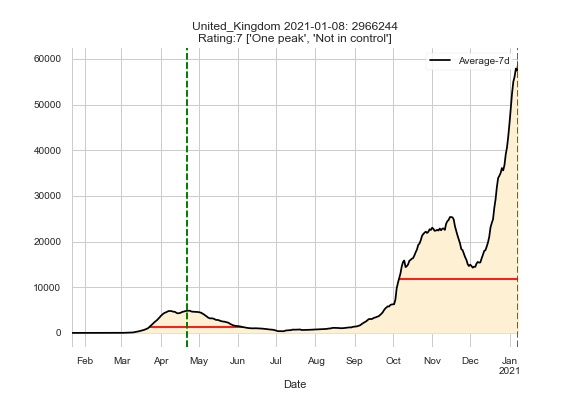 United_Kingdom 2021-01-08: 2966244
Rating:7 ['One peak', 'Not in control']
Average-7d
60000
50000
40000
30000
20000
10000
0
Feb Mar Apr May Jun Jul Aug Sep Oct Nov Dec Jan
2021
Date